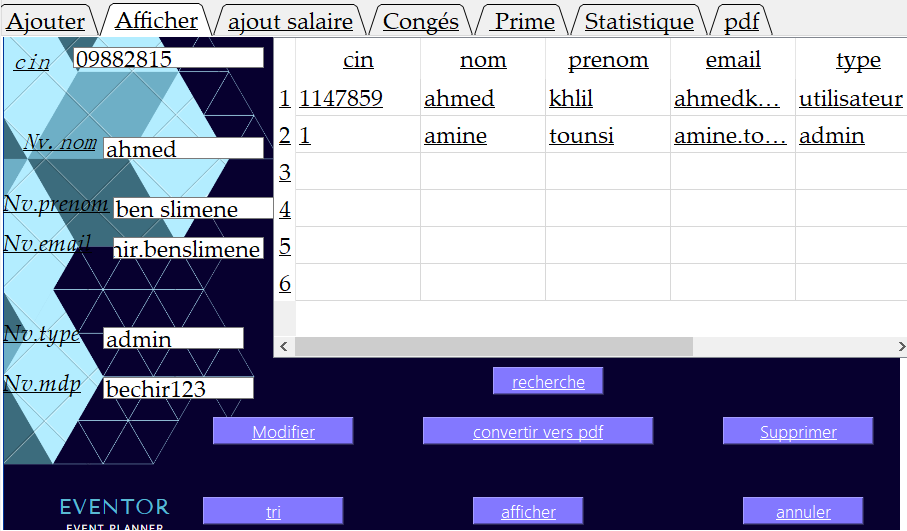 Ajouter Afficher ajout salaire Congés Prime Statistique pdf
cin 09882815
Nv.nom ahmed
Nv.prenom ben slimene
Nv.email nir.benslimene
Nv.type admin
Nv.mdp bechir123
cin nom prenom email type
1 1147859 ahmed khlil ahmedk... utilisateur
2 1 amine tounsi amine.to... admin
3
4
5
6
recherche
Modifier convertir vers pdf Supprimer
EVENTOR
EVENT PLANNER
tri afficher annuler